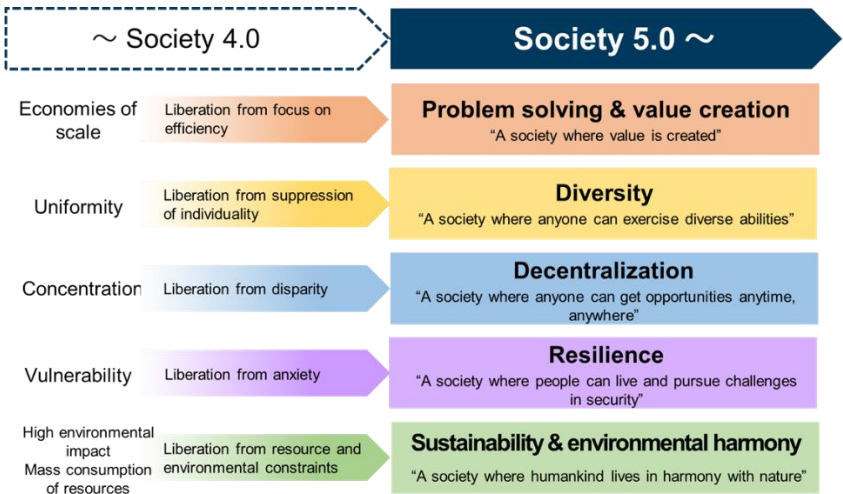 ～ Society 4.0
Society 5.0 ～
Economies of
scale
Liberation from focus on
efficiency
Problem solving & value creation
“A society where value is created”
Uniformity
Liberation from suppression
of individuality
Diversity
“A society where anyone can exercise diverse abilities”
Concentration
Liberation from disparity
Decentralization
“A society where anyone can get opportunities anytime,
anywhere”
Vulnerability
Liberation from anxiety
Resilience
“A society where people can live and pursue challenges
in security”
High environmental
impact
Mass consumption
of resources
Liberation from resource and
environmental constraints
Sustainability & environmental harmony
“A society where humankind lives in harmony with nature”